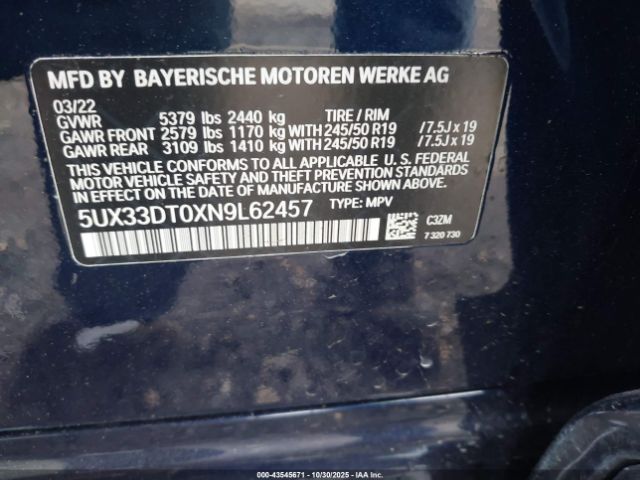 MFD BY BAYERISCHE MOTOREN WERKE AG
03/22
GVWR 5379 lbs 2440 kg TIRE / RIM
GAWR FRONT 2579 lbs 1170 kg WITH 245/50 R19 / 7.5J x 19
GAWR REAR 3109 lbs 1410 kg WITH 245/50 R19 / 7.5J x 19
THIS VEHICLE CONFORMS TO ALL APPLICABLE U. S. FEDERAL
MOTOR VEHICLE SAFETY AND THEFT PREVENTION
STANDARDS IN EFFECT ON THE DATE OF MANUFACTURE SHOWN ABOVE.
5UX33DT0XN9L62457 TYPE: MPV
C3ZM
7 320 730
000-43545671 - 10/30/2025 - IAAI.COM